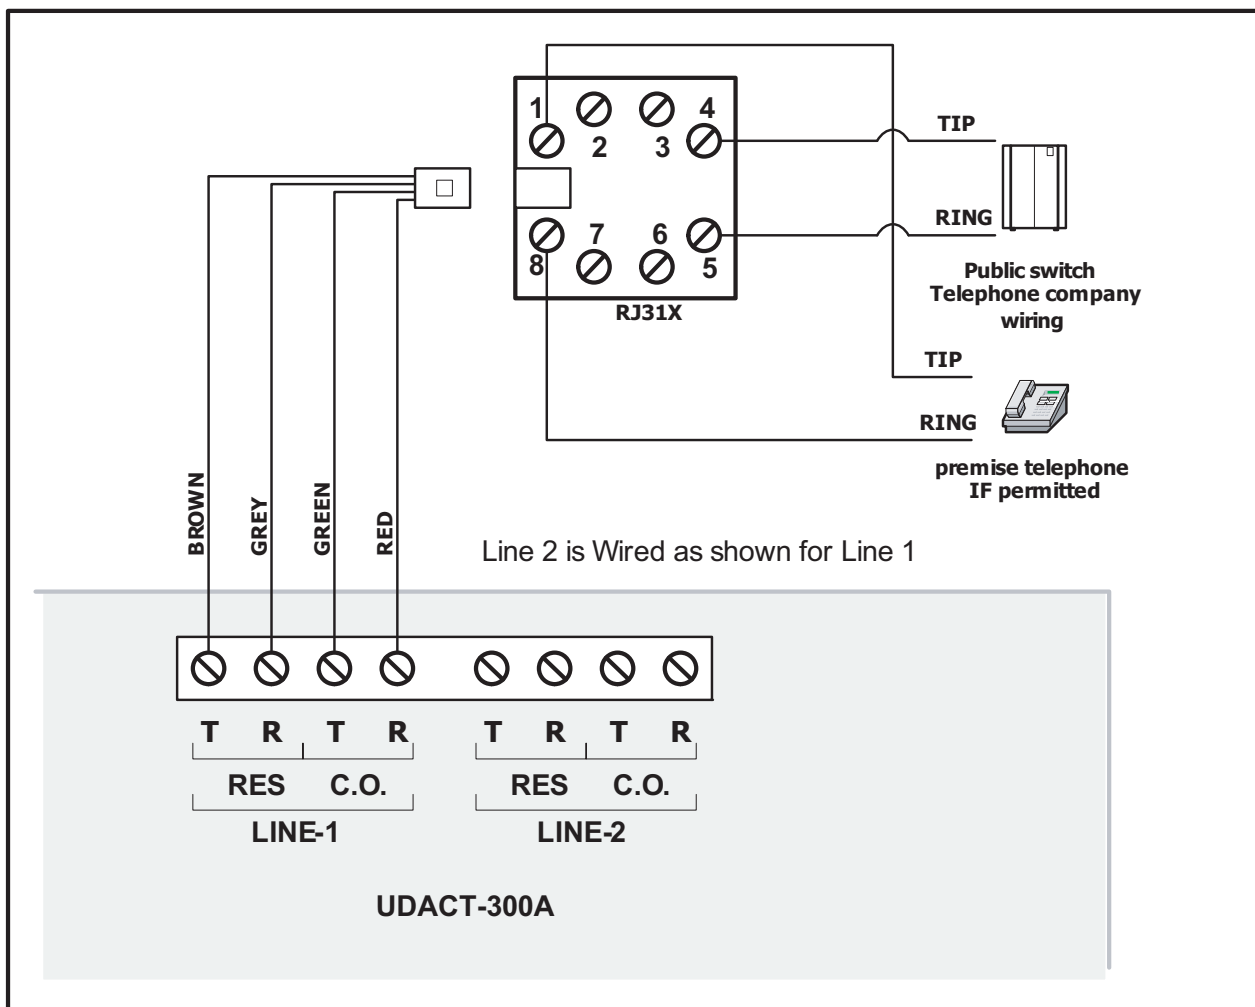 1
4
2
3
TIP
RING
7
6
8
5
RJ31X
Public switch
Telephone company
wiring
TIP
RING
premise telephone
IF permitted
BROWN
GREY
GREEN
RED
Line 2 is Wired as shown for Line 1
T R T R T R T R
RES C.O. RES C.O.
LINE-1 LINE-2
UDACT-300A